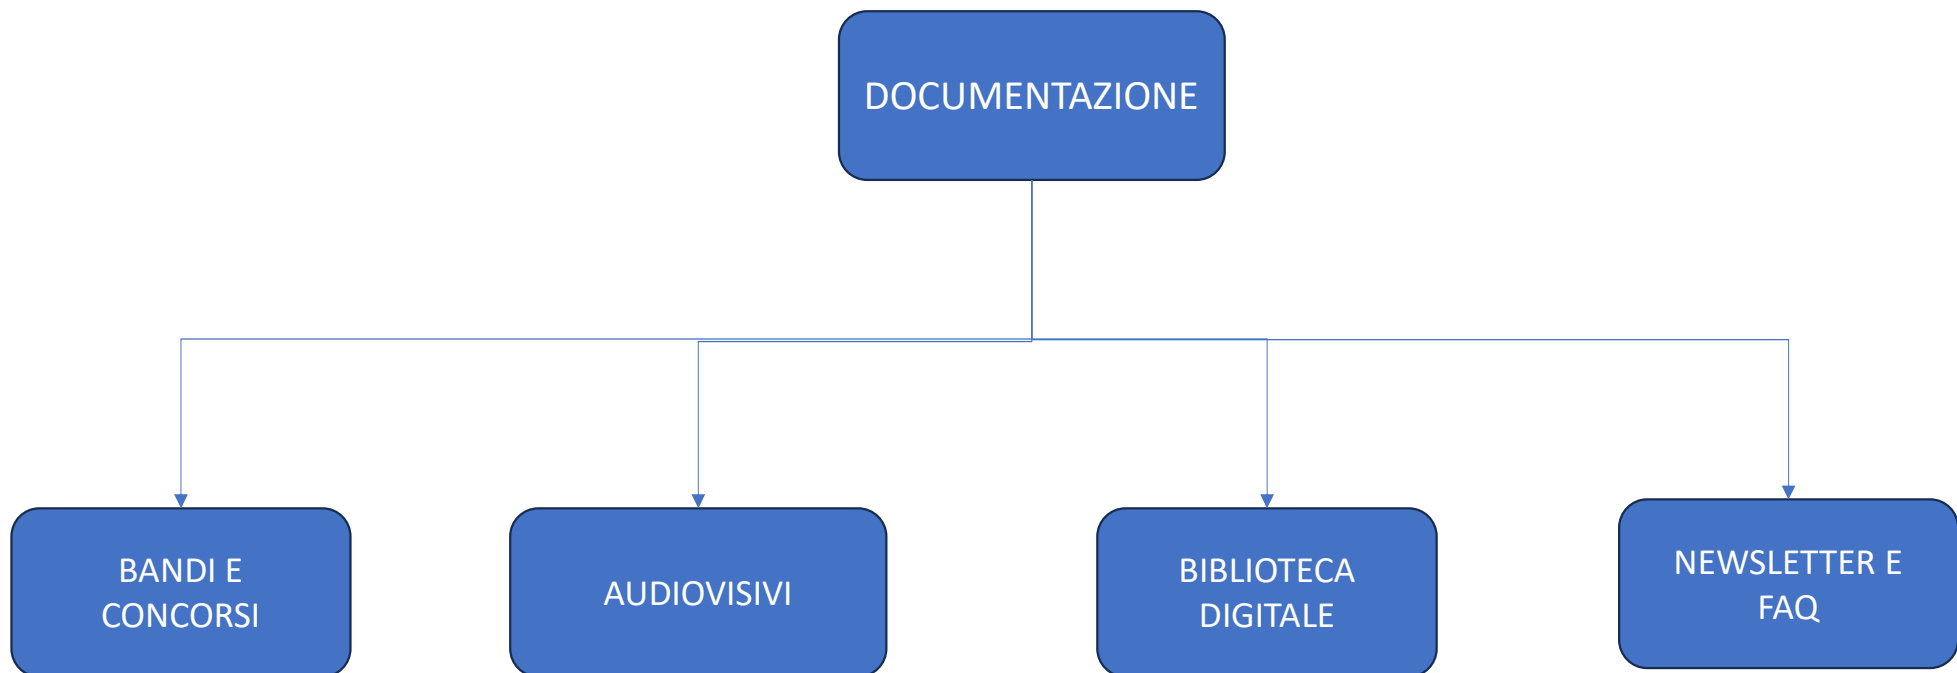 DOCUMENTAZIONE
BANDI E
CONCORSI
AUDIOVISIVI
BIBLIOTECA
DIGITALE
NEWSLETTER E
FAQ